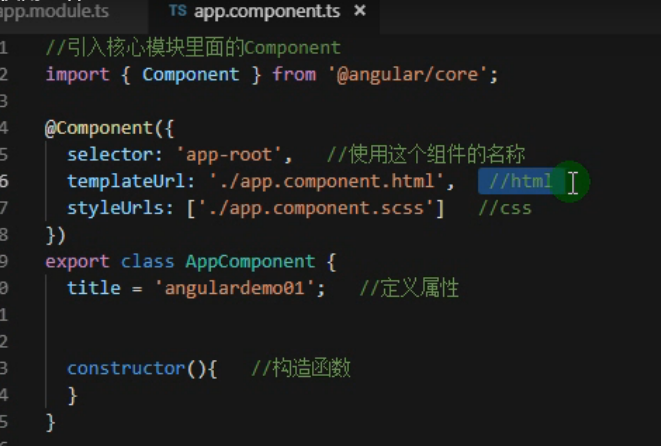 app.module.ts TS app.component.ts ×
1 //引入核心模块里面的Component
2 import { Component } from '@angular/core';
3
4 @Component({
5 selector: 'app-root', //使用这个组件的名称
6 templateUrl: './app.component.html', //html
7 styleUrls: ['./app.component.scss'] //css
8 })
9 export class AppComponent {
0 title = 'angulardemo01'; //定义属性
1
2
3 constructor(){ //构造函数
4 }
5 }